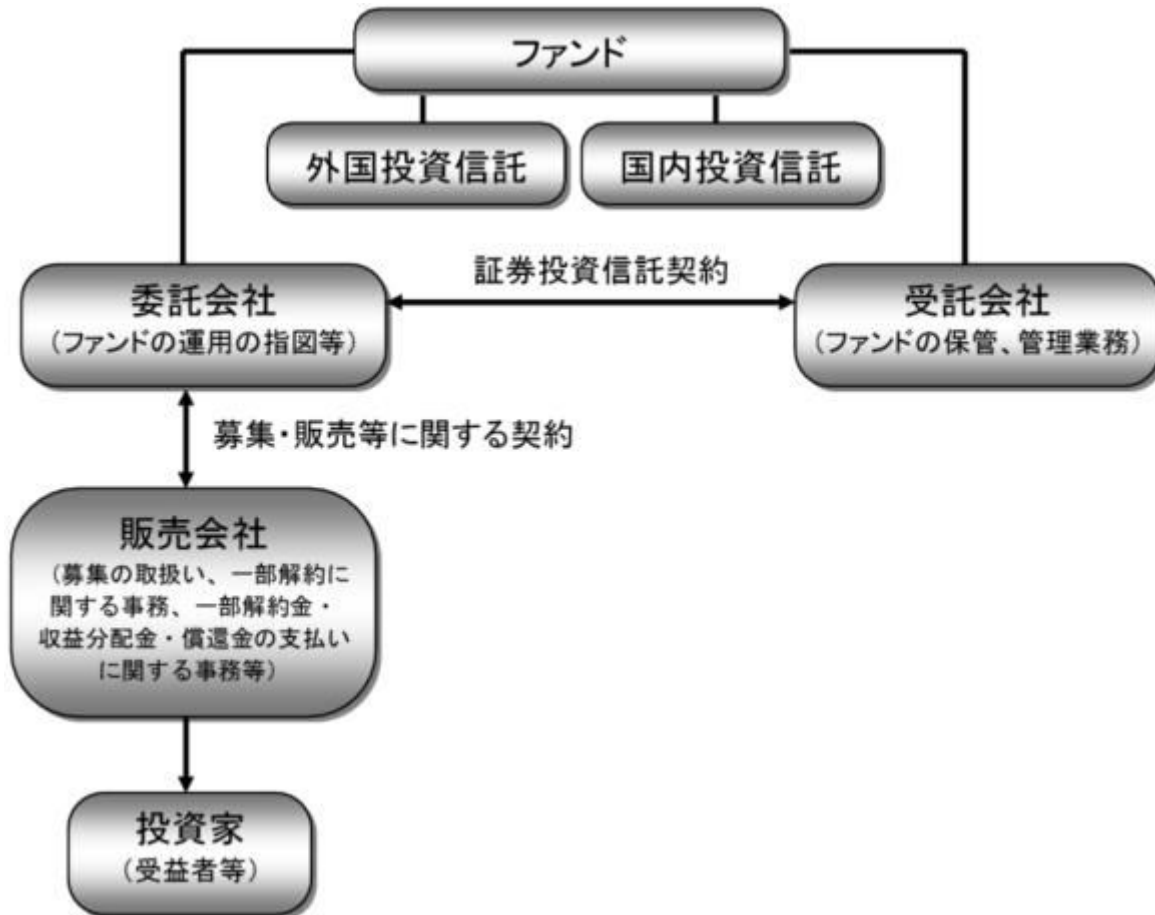 ファンド
外国投資信託
国内投資信託
証券投資信託契約
委託会社
（ファンドの運用の指図等）
受託会社
（ファンドの保管、管理業務）
募集・販売等に関する契約
販売会社
（募集の取扱い、一部解約に
関する事務、一部解約金・
収益分配金・償還金の支払い
に関する事務等）
投資家
（受益者等）